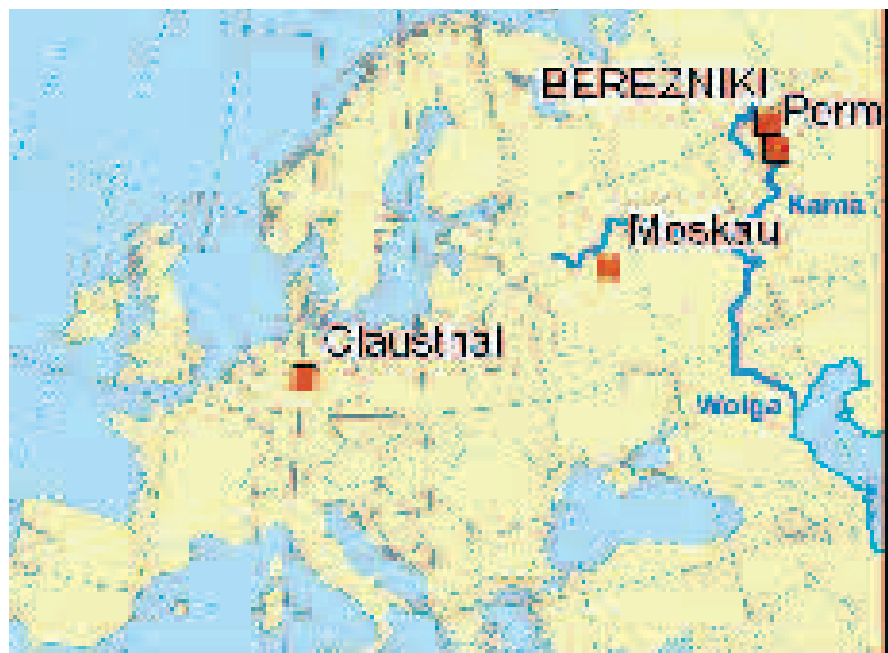 BEREZNIKI
Perm
Kama
Moskau
Clausthal
Wolga